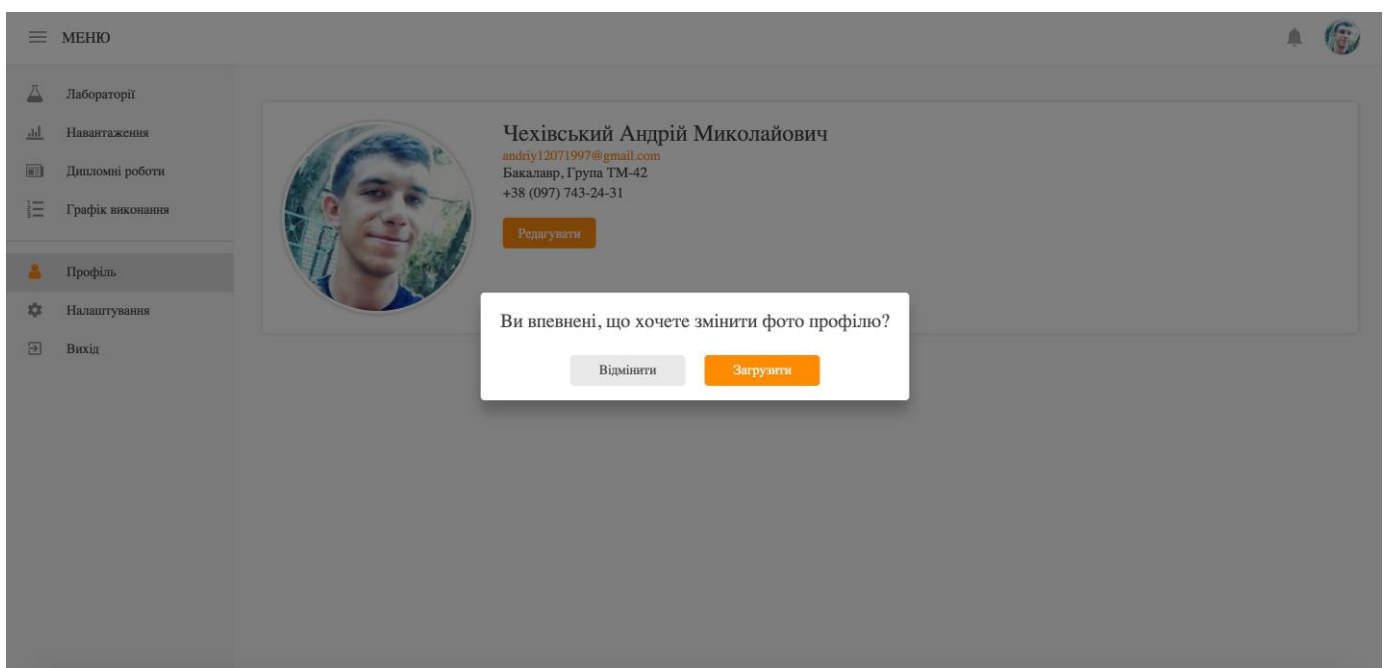 МЕНЮ
Лабораторії
Навантаження
Дипломні роботи
Графік виконання
Профіль
Налаштування
Вихід
Чехівський Андрій Миколайович
andriy12071997@gmail.com
Бакалавр, Група ТМ-42
+38 (097) 743-24-31
Редагувати
Ви впевнені, що хочете змінити фото профілю?
Відмінити
Загрузити